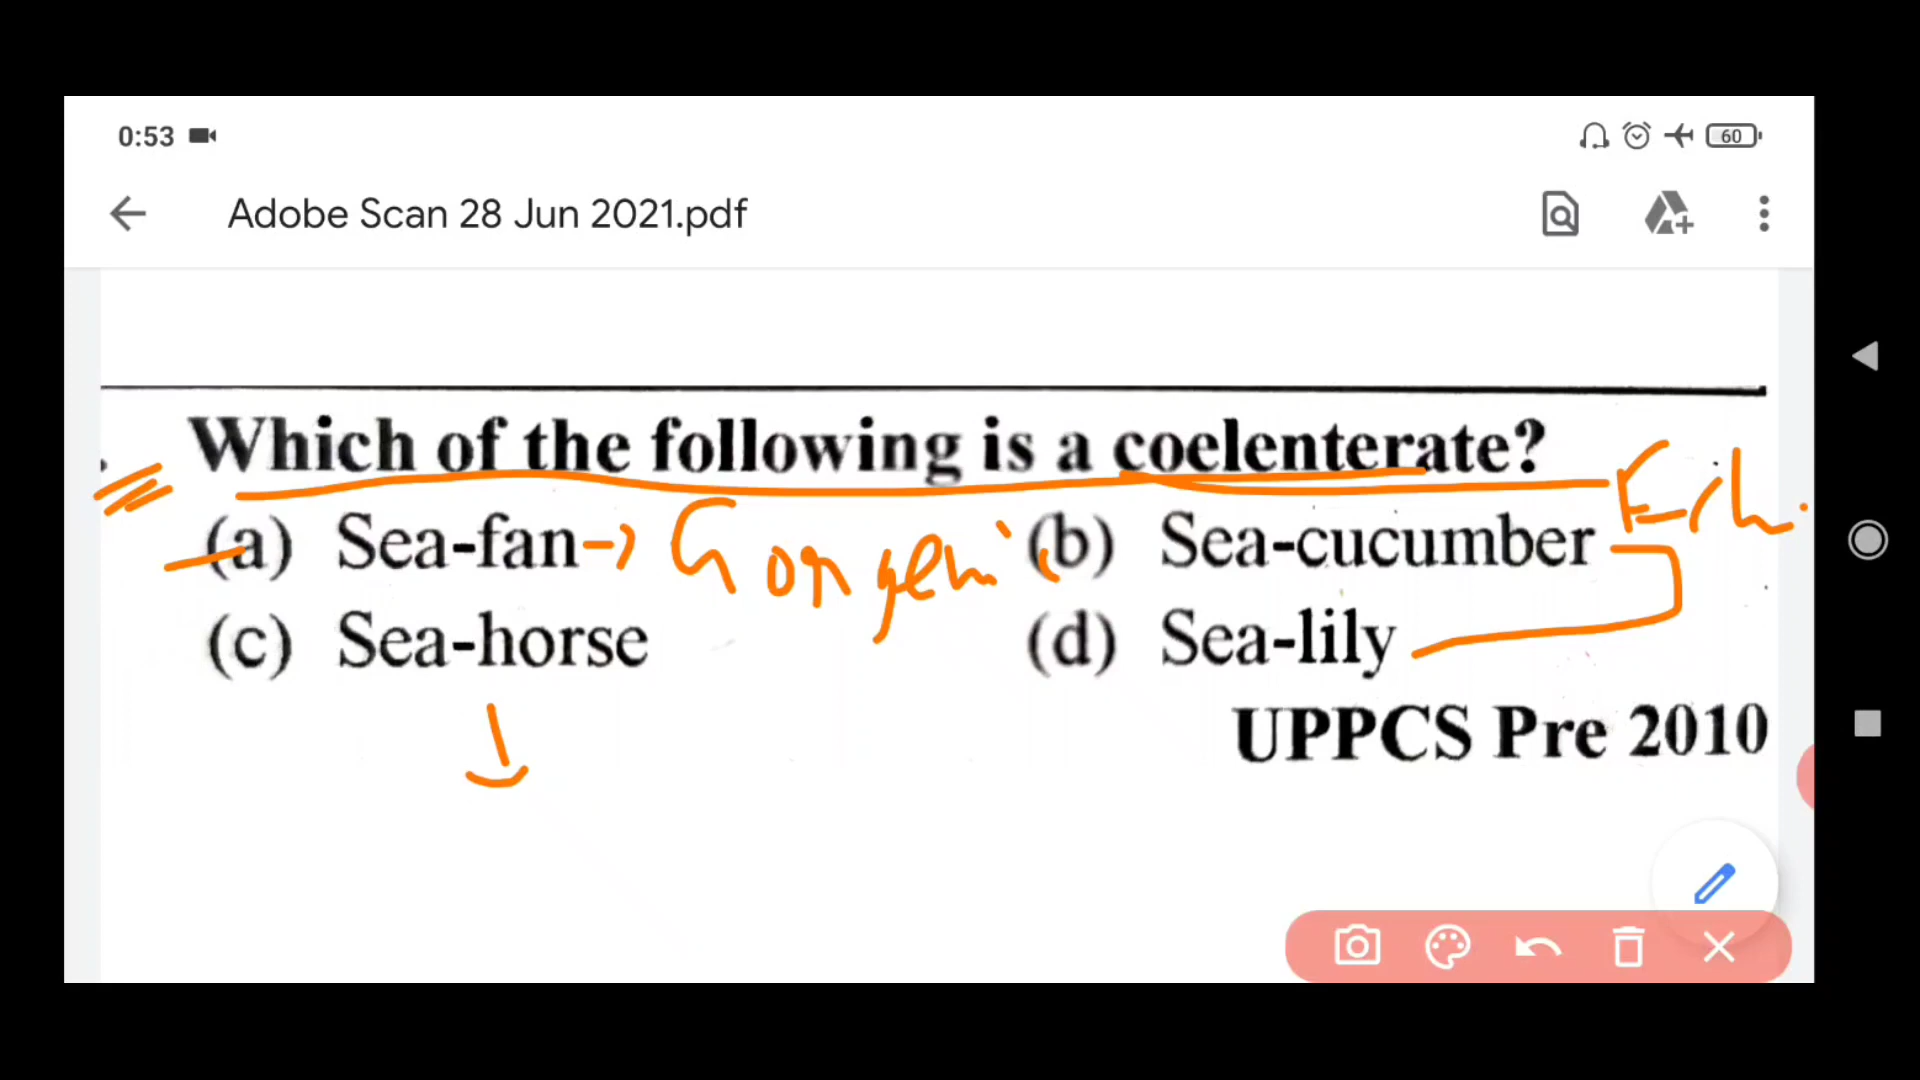 0:53 60
Adobe Scan 28 Jun 2021.pdf
Which of the following is a coelenterate?
(a) Sea-fan (b) Sea-cucumber
(c) Sea-horse (d) Sea-lily
UPPCS Pre 2010